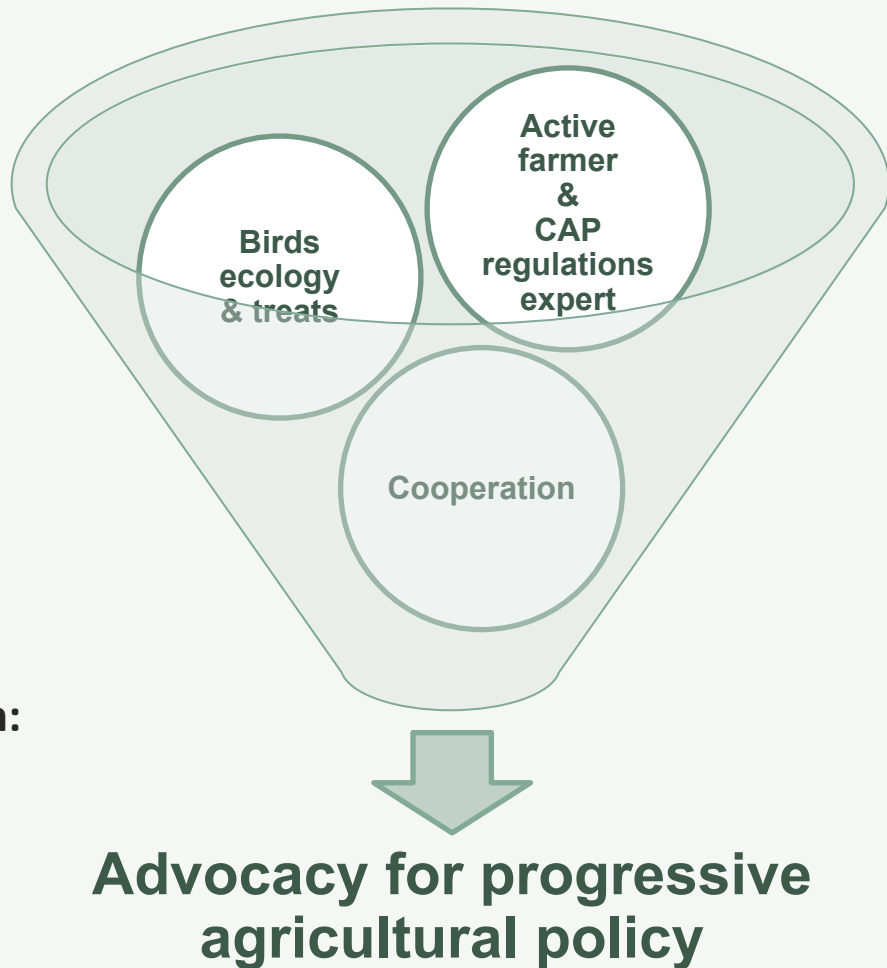 Active
farmer
&
CAP
regulations
expert
Birds
ecology
& treats
Cooperation
:
Advocacy for progressive
agricultural policy